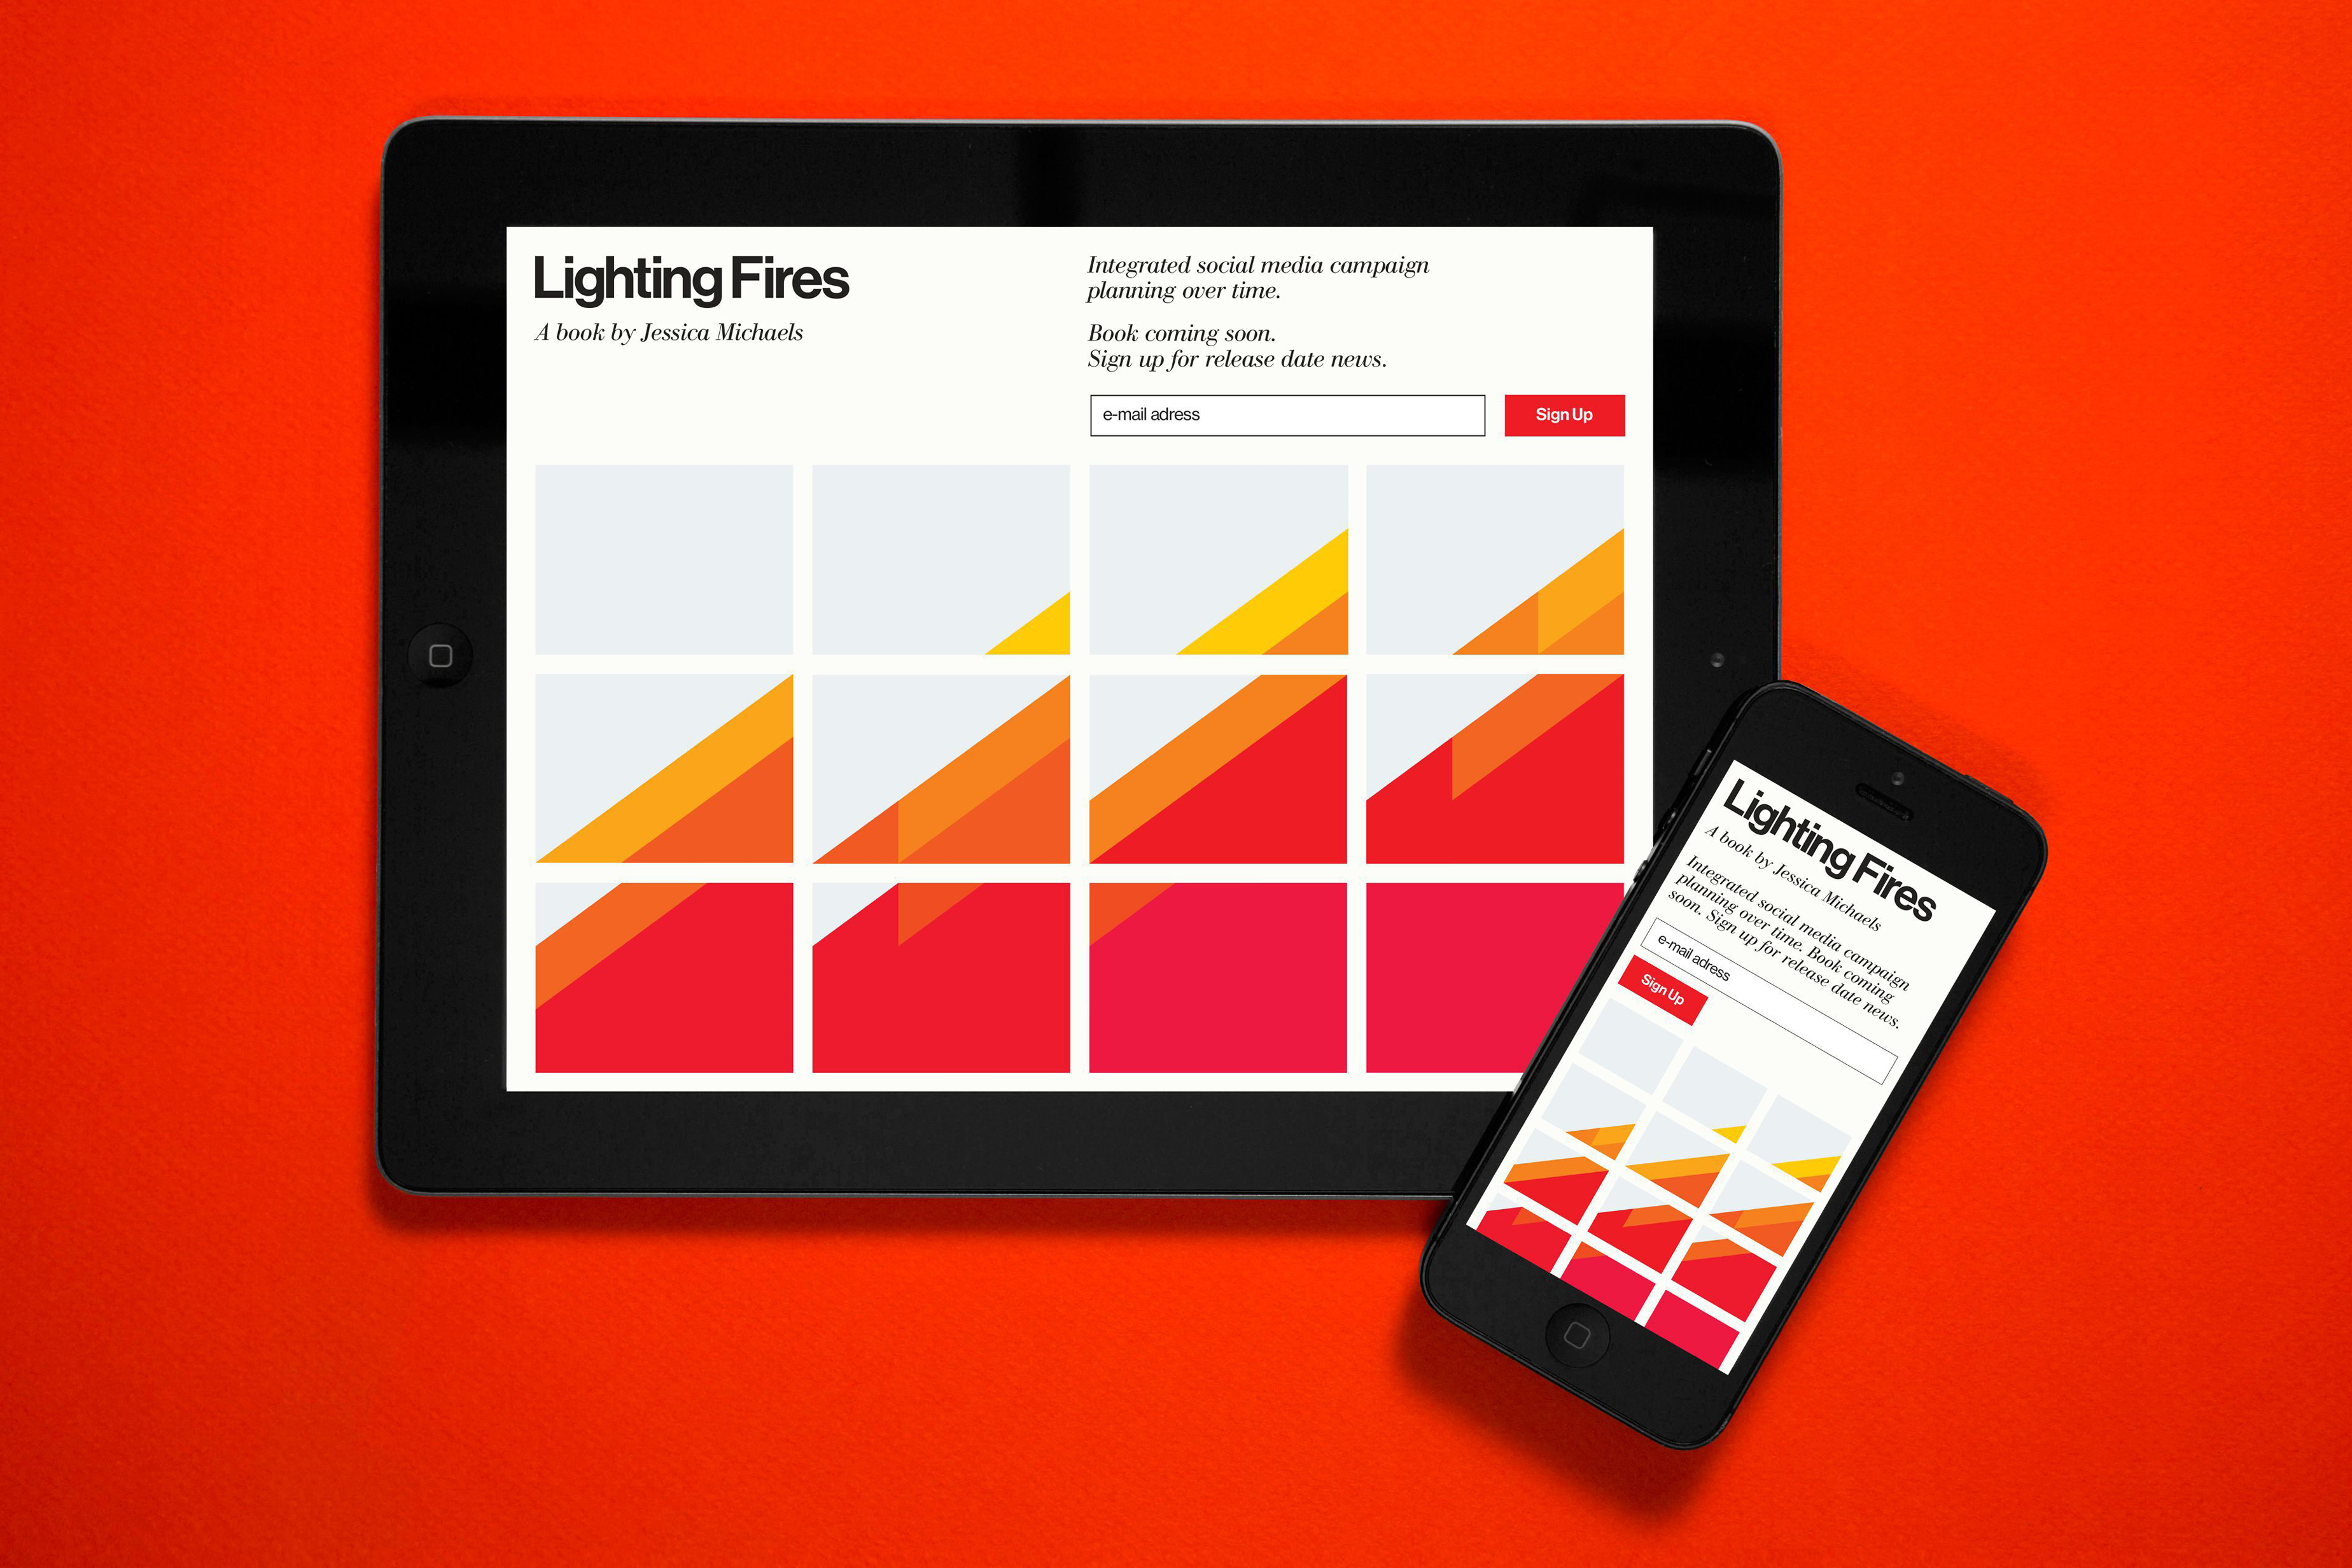 Lighting Fires
A book by Jessica Michaels
Integrated social media campaign
planning over time.
Book coming soon.
Sign up for release date news.
e-mail adress
Sign Up
Lighting Fires
A book by Jessica Michaels
Integrated social media campaign
planning over time. Book coming
soon. Sign up for release date news.
e-mail adress
Sign Up